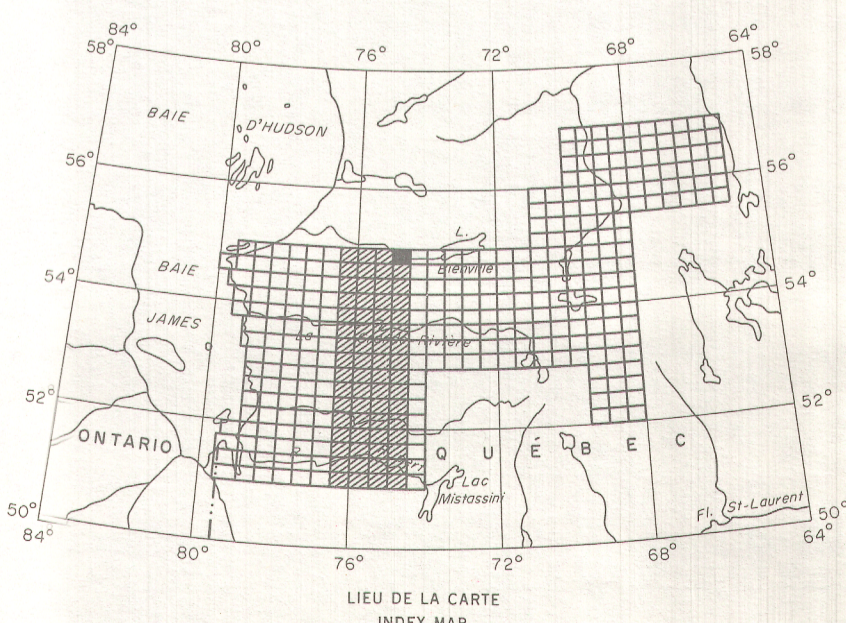 84°
80°
76°
72°
68°
64°
58°
58°
BAIE
D'HUDSON
56°
56°
L.
Bienville
BAIE
54°
54°
JAMES
La
Rivière
52°
52°
ONTARIO
QUÉBEC
Lac
Mistassini
Fl. St-Laurent
50°
50°
84°
80°
76°
72°
68°
64°
LIEU DE LA CARTE
INDEX MAP